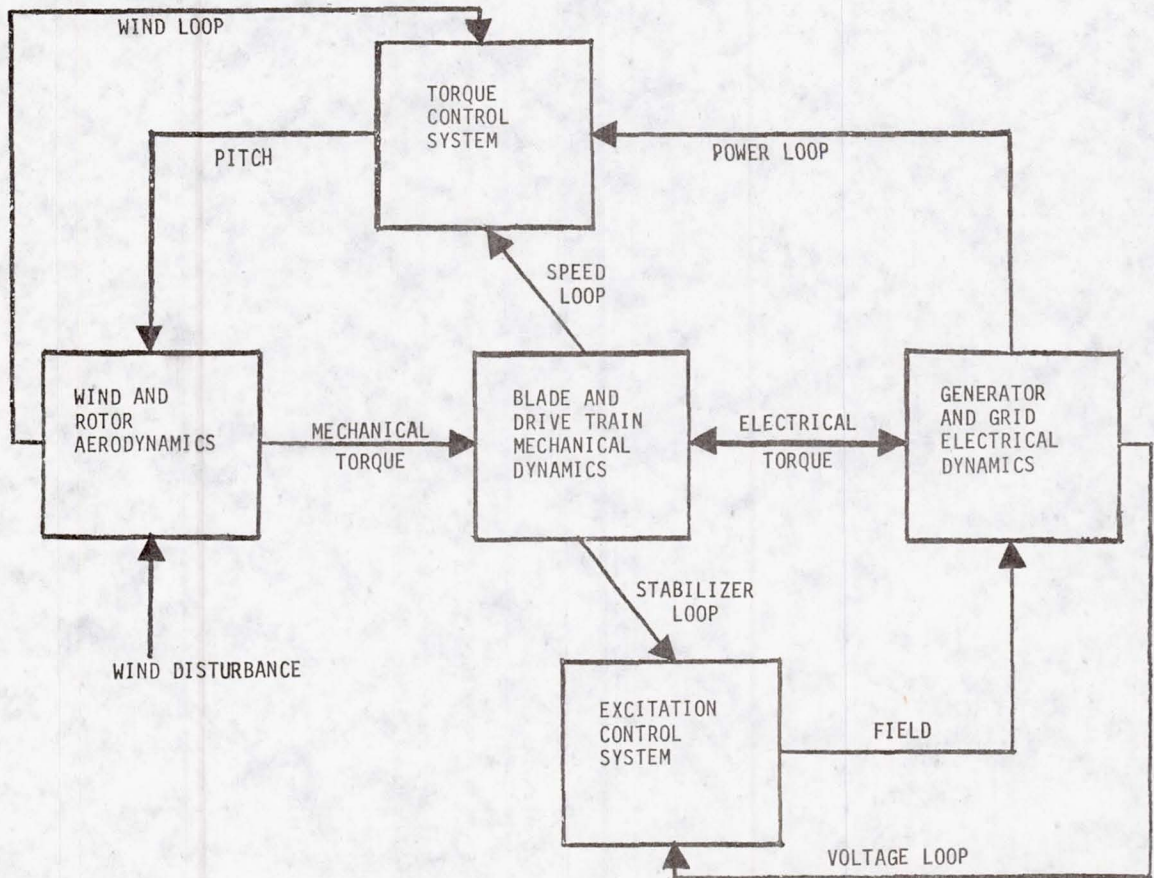 WIND LOOP
TORQUE
CONTROL
SYSTEM
PITCH
POWER LOOP
SPEED
LOOP
WIND AND
ROTOR
AERODYNAMICS
MECHANICAL
TORQUE
BLADE AND
DRIVE TRAIN
MECHANICAL
DYNAMICS
ELECTRICAL
TORQUE
GENERATOR
AND GRID
ELECTRICAL
DYNAMICS
STABILIZER
LOOP
WIND DISTURBANCE
EXCITATION
CONTROL
SYSTEM
FIELD
VOLTAGE LOOP